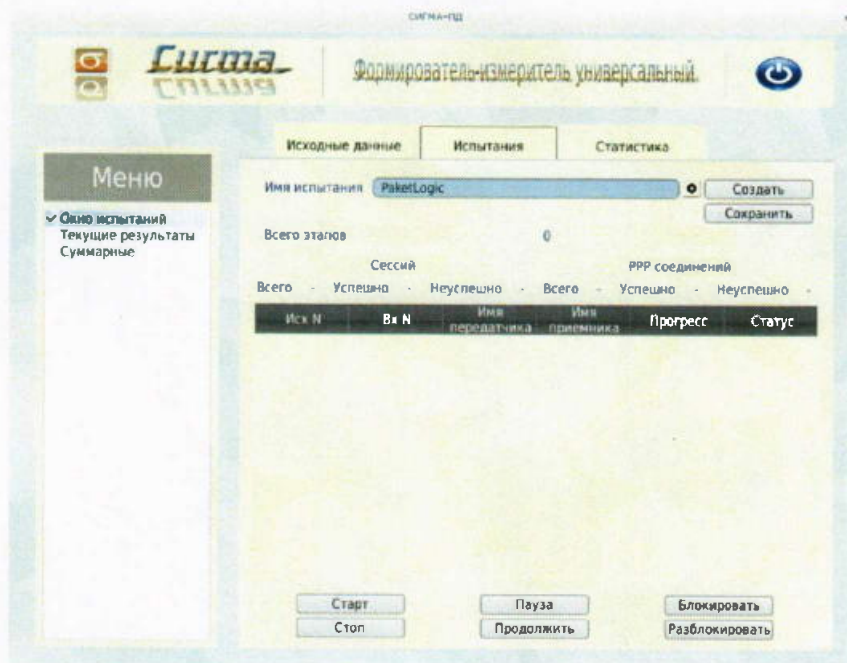 СИГМА-ПД
Сигма
Формирователь-измеритель универсальный
Исходные данные Испытания Статистика
Меню
✓ Окно испытаний
Текущие результаты
Суммарные
Имя испытания PaketLogic Создать
Сохранить
Всего этапов 0
Сессий PPP соединений
Всего - Успешно - Неуспешно - Всего - Успешно - Неуспешно -
Исх N Вх N Имя передатчика Имя приемника Прогресс Статус
Старт Пауза Блокировать
Стоп Продолжить Разблокировать